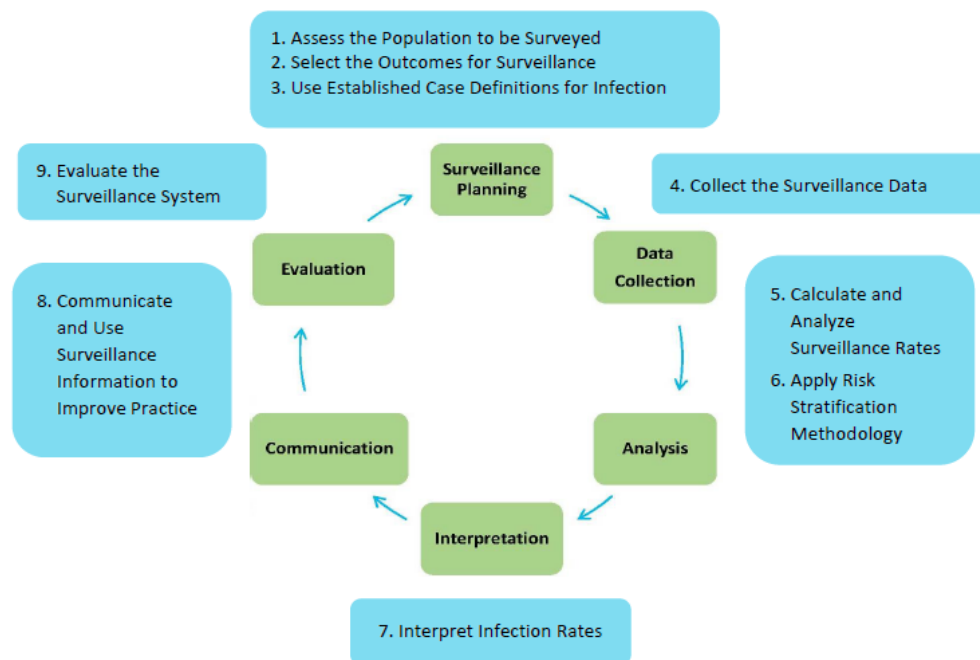 1. Assess the Population to be Surveyed
2. Select the Outcomes for Surveillance
3. Use Established Case Definitions for Infection
9. Evaluate the
Surveillance System
Surveillance
Planning
4. Collect the Surveillance Data
Evaluation
Data
Collection
8. Communicate
and Use
Surveillance
Information to
Improve Practice
5. Calculate and
Analyze
Surveillance Rates
6. Apply Risk
Stratification
Methodology
Communication
Analysis
Interpretation
7. Interpret Infection Rates